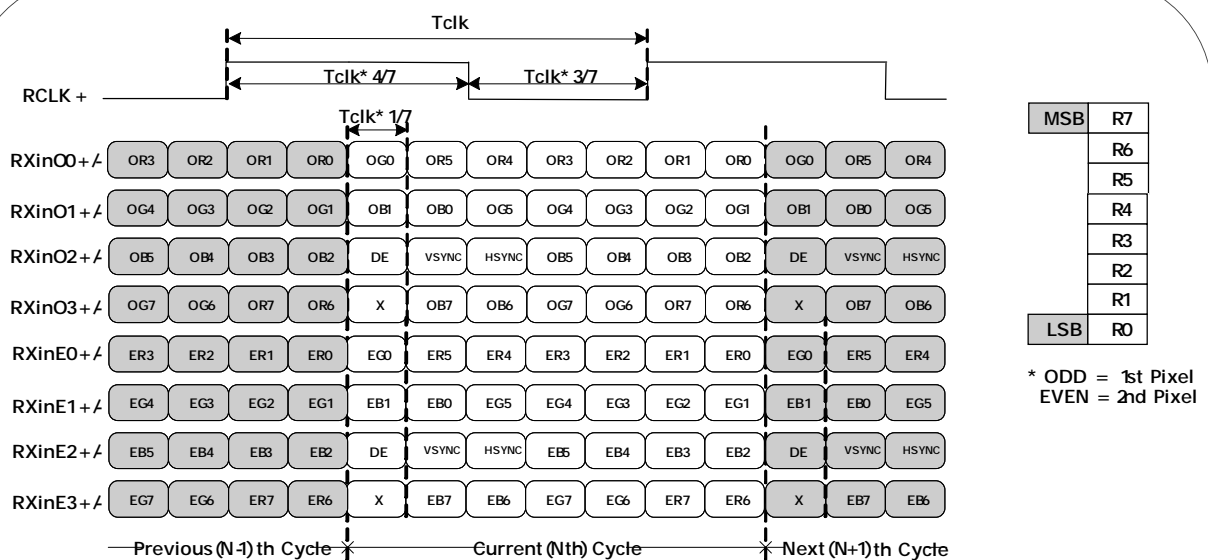 Tclk
Tclk* 4/7 Tclk* 3/7
RCLK +
Tclk* 1/7
RXinO0+/- OR3 OR2 OR1 OR0 OG0 OR5 OR4 OR3 OR2 OR1 OR0 OG0 OR5 OR4
RXinO1+/- OG4 OG3 OG2 OG1 OB1 OB0 OG5 OG4 OG3 OG2 OG1 OB1 OB0 OG5
RXinO2+/- OB5 OB4 OB3 OB2 DE VSYNC HSYNC OB5 OB4 OB3 OB2 DE VSYNC HSYNC
RXinO3+/- OG7 OG6 OR7 OR6 X OB7 OB6 OG7 OG6 OR7 OR6 X OB7 OB6
RXinE0+/- ER3 ER2 ER1 ER0 EG0 ER5 ER4 ER3 ER2 ER1 ER0 EG0 ER5 ER4
RXinE1+/- EG4 EG3 EG2 EG1 EB1 EB0 EG5 EG4 EG3 EG2 EG1 EB1 EB0 EG5
RXinE2+/- EB5 EB4 EB3 EB2 DE VSYNC HSYNC EB5 EB4 EB3 EB2 DE VSYNC HSYNC
RXinE3+/- EG7 EG6 ER7 ER6 X EB7 EB6 EG7 EG6 ER7 ER6 X EB7 EB6
Previous (N-1)th Cycle Current (Nth) Cycle Next (N+1)th Cycle
MSB R7
R6
R5
R4
R3
R2
R1
LSB R0
* ODD = 1st Pixel
EVEN = 2nd Pixel